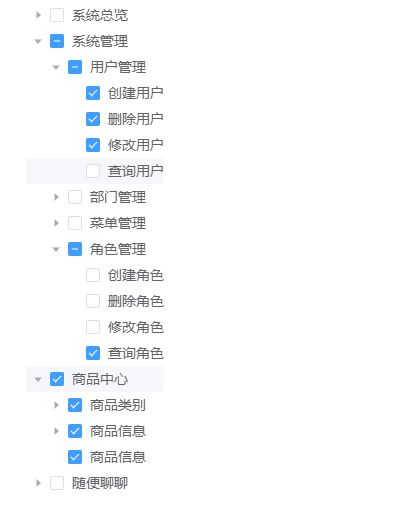 系统总览
系统管理
用户管理
创建用户
删除用户
修改用户
查询用户
部门管理
菜单管理
角色管理
创建角色
删除角色
修改角色
查询角色
商品中心
商品类别
商品信息
商品信息
随便聊聊